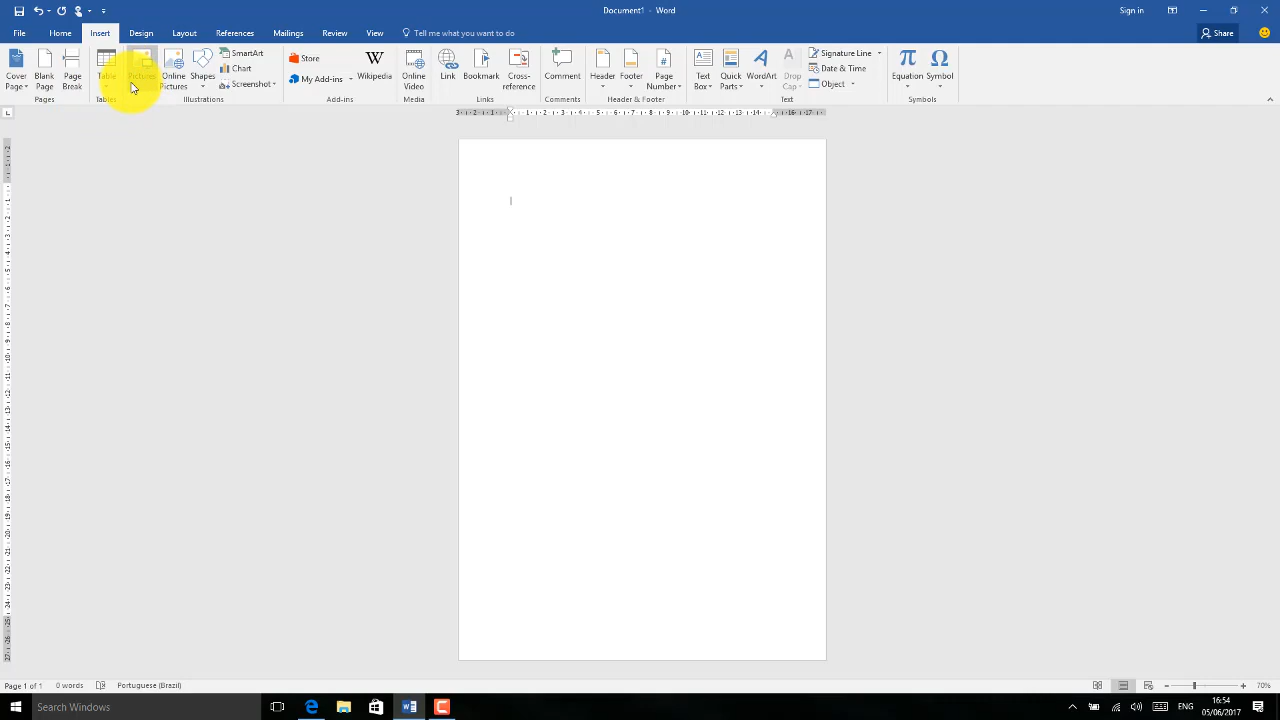 Document1 - Word
Sign in
File Home Insert Design Layout References Mailings Review View Tell me what you want to do
Share
Cover Page
Blank Page
Page Break
Pages
Table
Tables
Pictures
Online Pictures
Shapes
SmartArt
Chart
Screenshot
Illustrations
Store
My Add-ins
Wikipedia
Add-ins
Online Video
Media
Link
Bookmark
Cross-reference
Links
Comment
Comments
Header
Footer
Page Number
Header & Footer
Text Box
Quick Parts
WordArt
Drop Cap
Signature Line
Date & Time
Object
Text
Equation
Symbol
Symbols
Page 1 of 1 0 words Portuguese (Brazil)
70%
Search Windows
ENG
16:54
05/06/2017